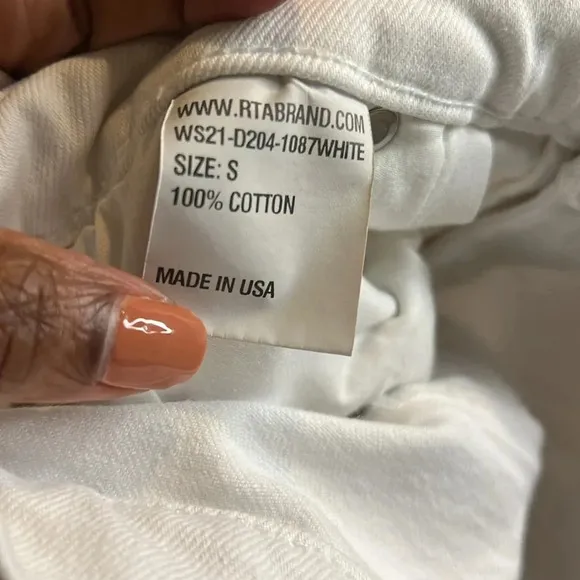 WWW.RTABRAND.COM
WS21-D204-1087WHITE
SIZE: S
100% COTTON
MADE IN USA